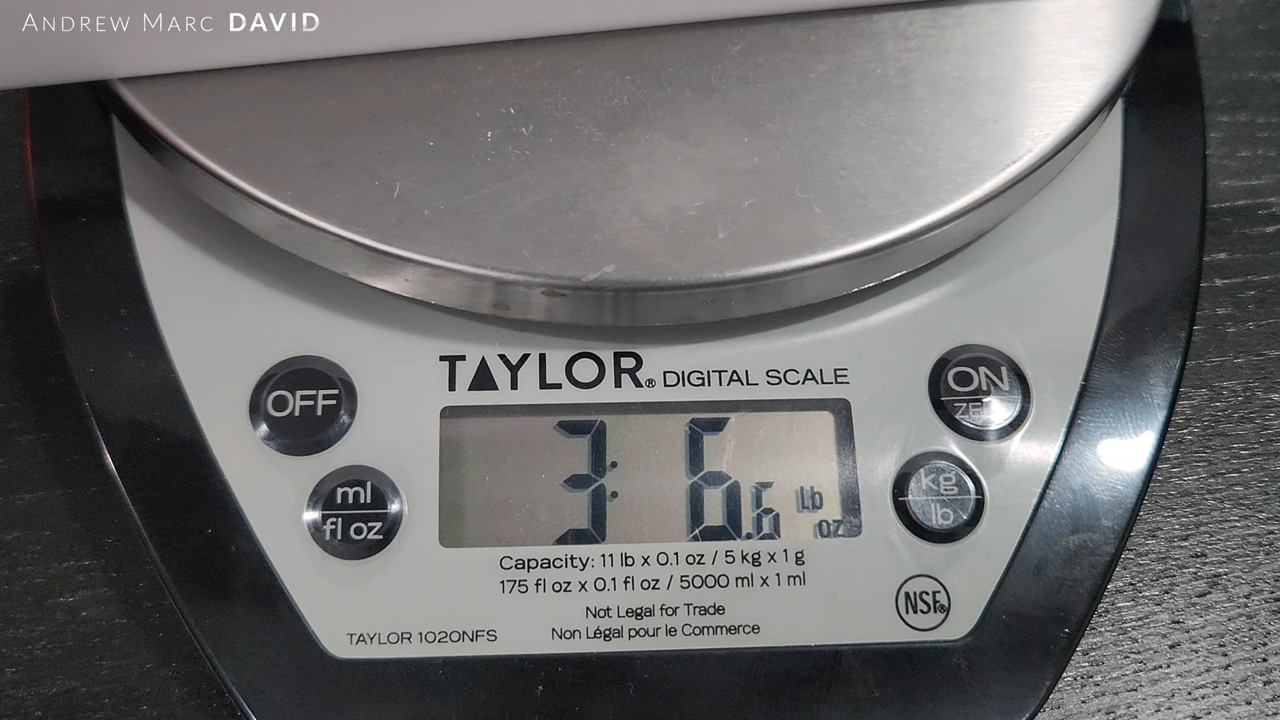 ANDREW MARC DAVID
TAYLOR® DIGITAL SCALE
OFF
ON
ZERO
3: 6.6 lb oz
ml
fl oz
kg
lb
Capacity: 11 lb x 0.1 oz / 5 kg x 1 g
175 fl oz x 0.1 fl oz / 5000 ml x 1 ml
Not Legal for Trade
Non Légal pour le Commerce
TAYLOR 1020NFS
NSF®